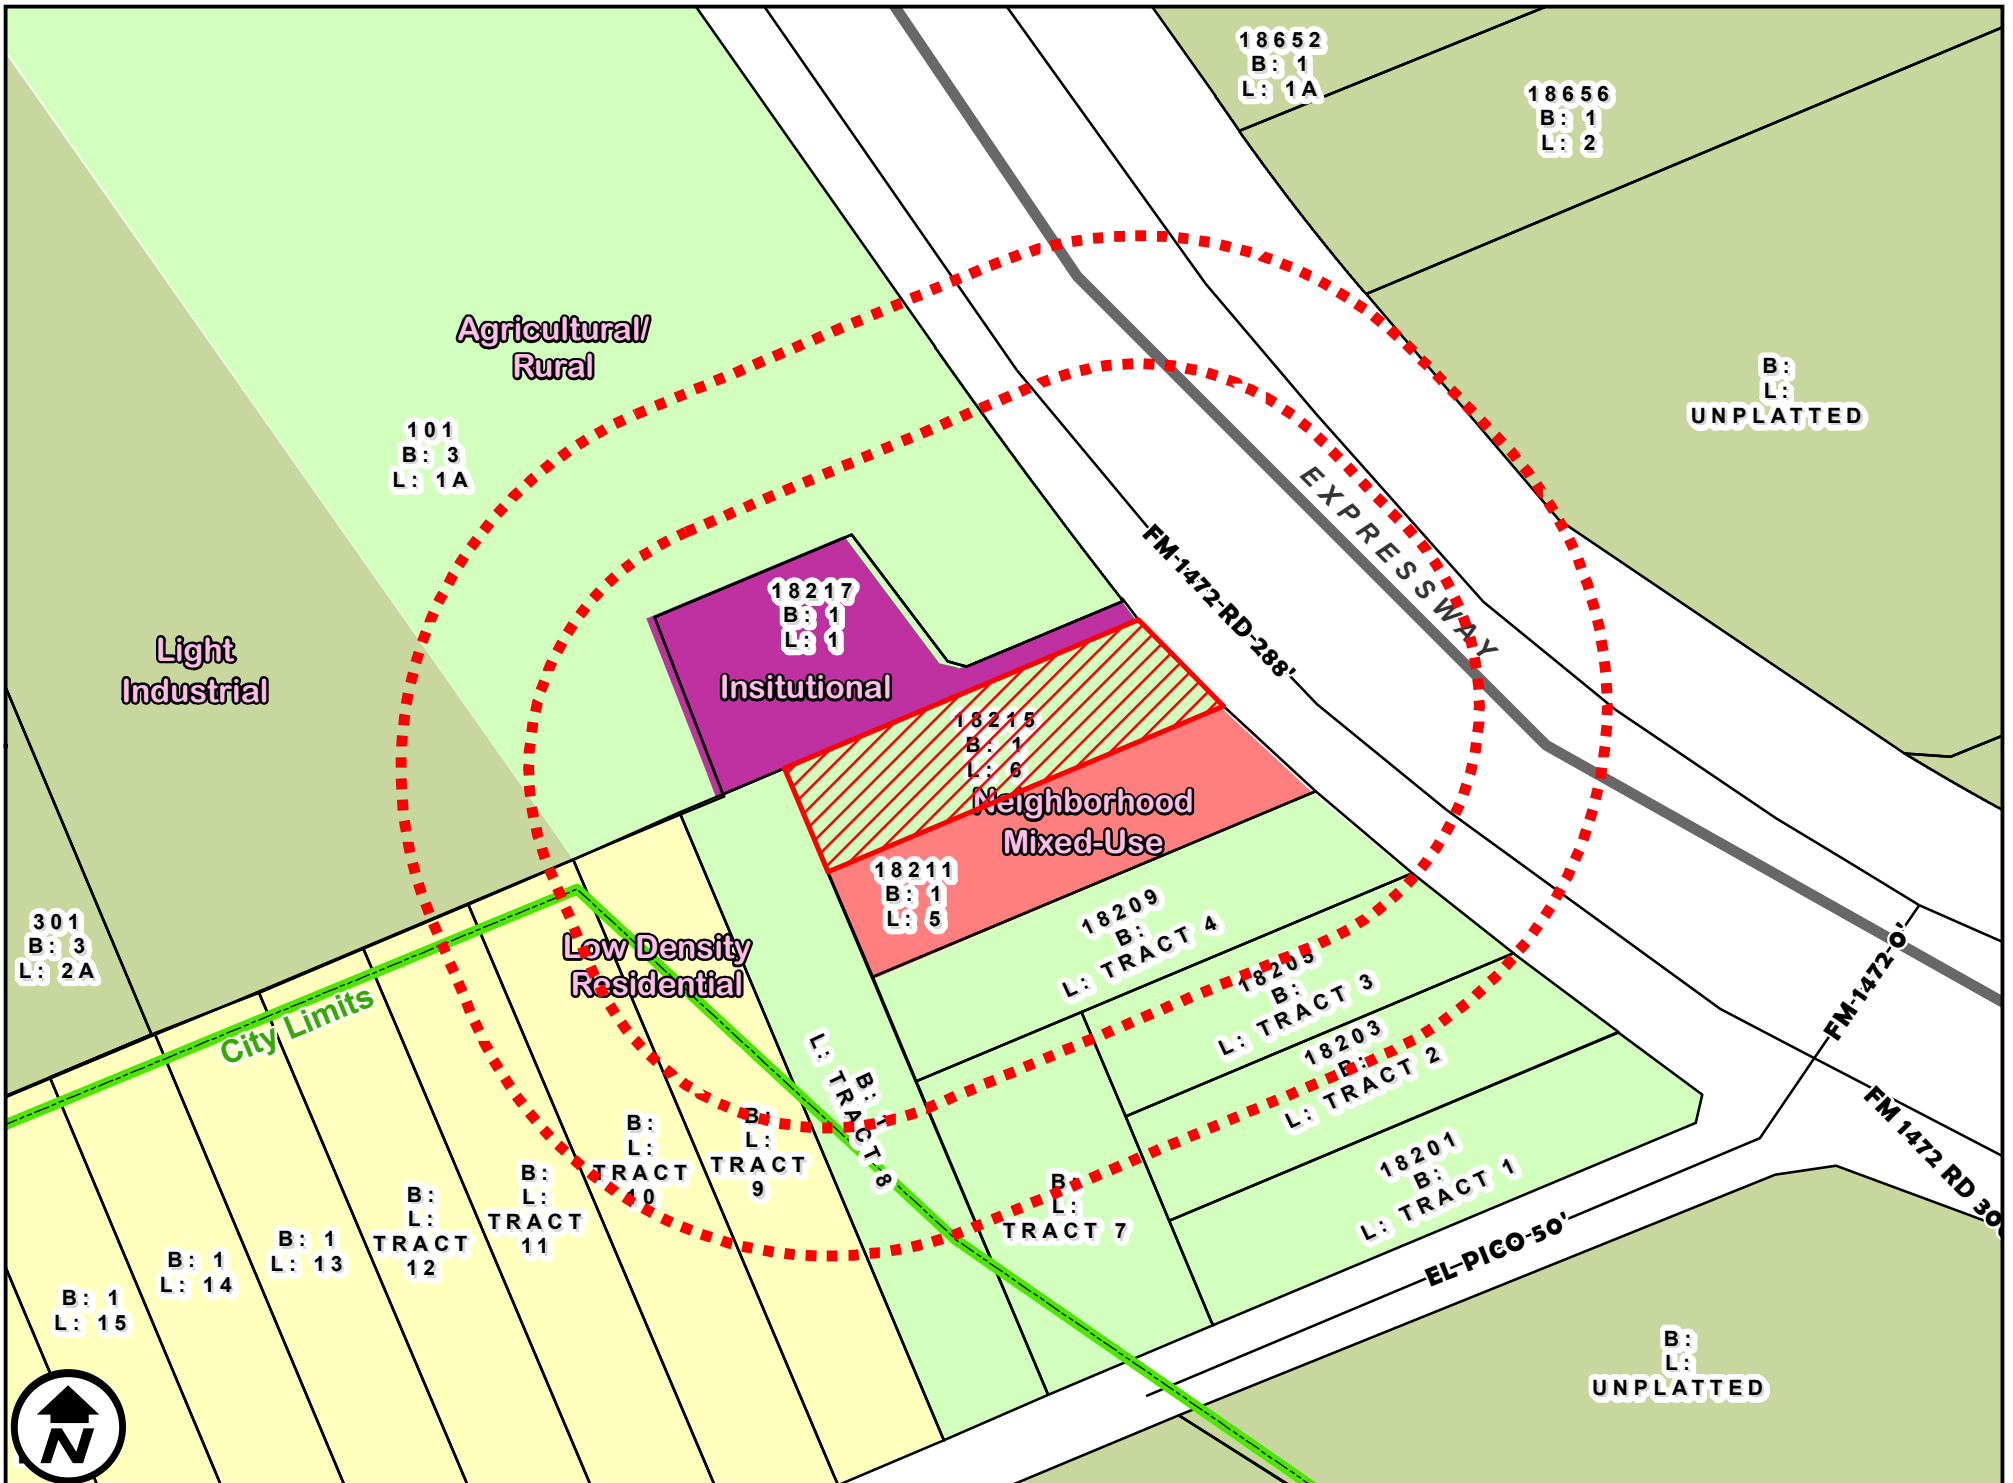 18652
B: 1
L: 1A
18656
B: 1
L: 2
Agricultural/
Rural
B:
L:
UNPLATTED
101
B: 3
L: 1A
EXPRESSWAY
FM-1472-RD-288'
18217
B: 1
L: 1
Light
Industrial
Insitutional
18215
B: 1
L: 6
Neighborhood
Mixed-Use
18211
B: 1
L: 5
18209
B:
L: TRACT 4
301
B: 3
L: 2A
Low Density
Residential
18205
B:
L: TRACT 3
FM-1472-0'
City Limits
18203
B:
L: TRACT 2
B: 1
L: TRACT 8
B:
L:
TRACT
9
B:
L:
TRACT
10
B:
L:
TRACT
11
B:
L:
TRACT
12
B: 1
L: 13
B: 1
L: 14
B: 1
L: 15
B:
L:
TRACT 7
18201
B:
L: TRACT 1
FM 1472 RD 30
EL-PICO-50'
B:
L:
UNPLATTED
N